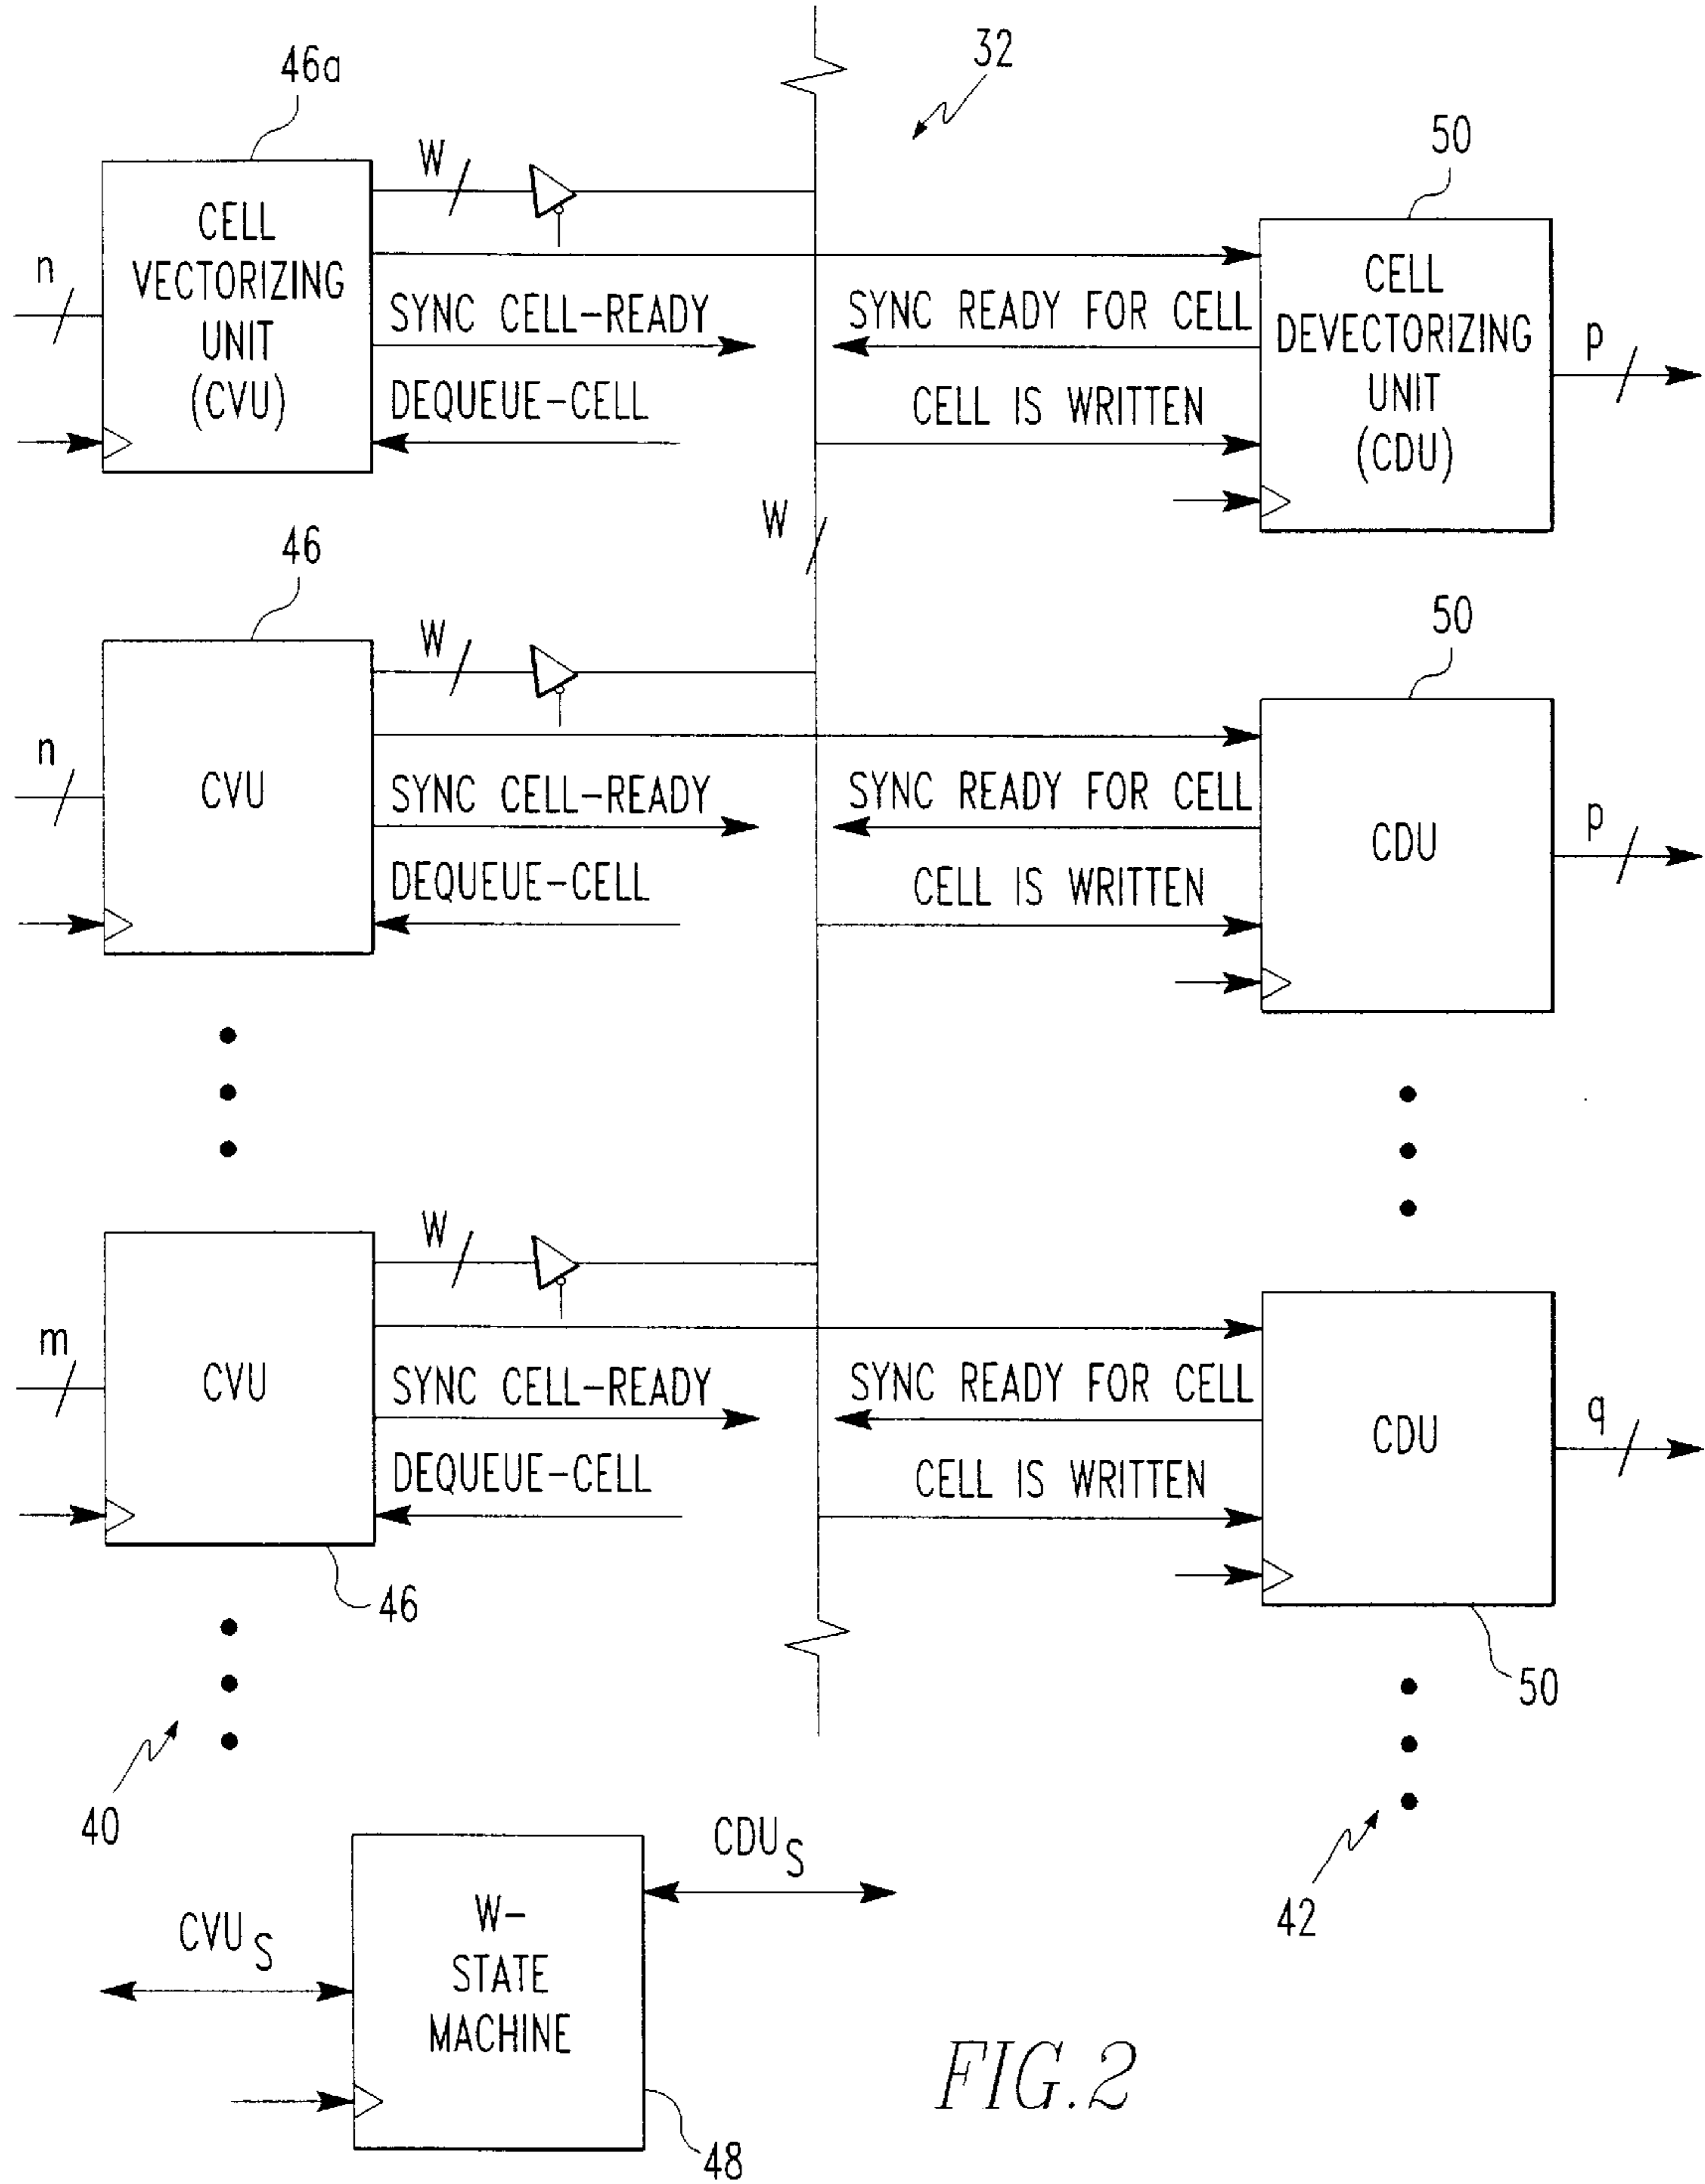 32
46a
W
50
CELL
VECTORIZING
UNIT
(CVU)
n
SYNC CELL-READY
DEQUEUE-CELL
SYNC READY FOR CELL
CELL IS WRITTEN
CELL
DEVECTORIZING
UNIT
(CDU)
p
W
46
W
50
n
CVU
SYNC CELL-READY
DEQUEUE-CELL
SYNC READY FOR CELL
CELL IS WRITTEN
CDU
p
W
m
CVU
SYNC CELL-READY
DEQUEUE-CELL
SYNC READY FOR CELL
CELL IS WRITTEN
CDU
q
46
50
40
42
CDUS
CVUS
W-
STATE
MACHINE
48
FIG.2